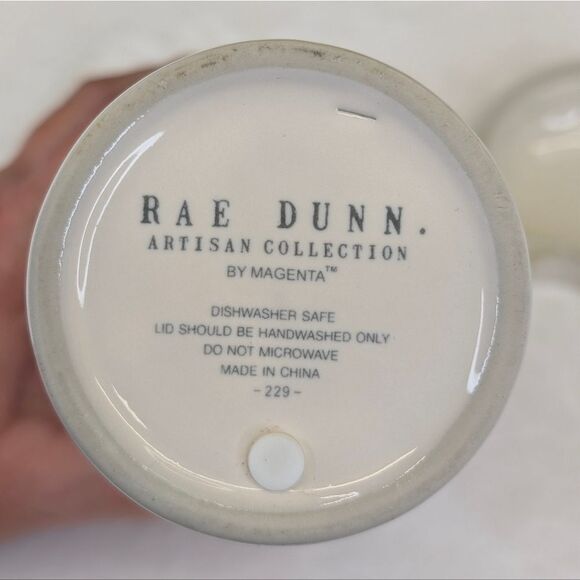 RAE DUNN.
ARTISAN COLLECTION
BY MAGENTA™
DISHWASHER SAFE
LID SHOULD BE HANDWASHED ONLY
DO NOT MICROWAVE
MADE IN CHINA
- 229 -